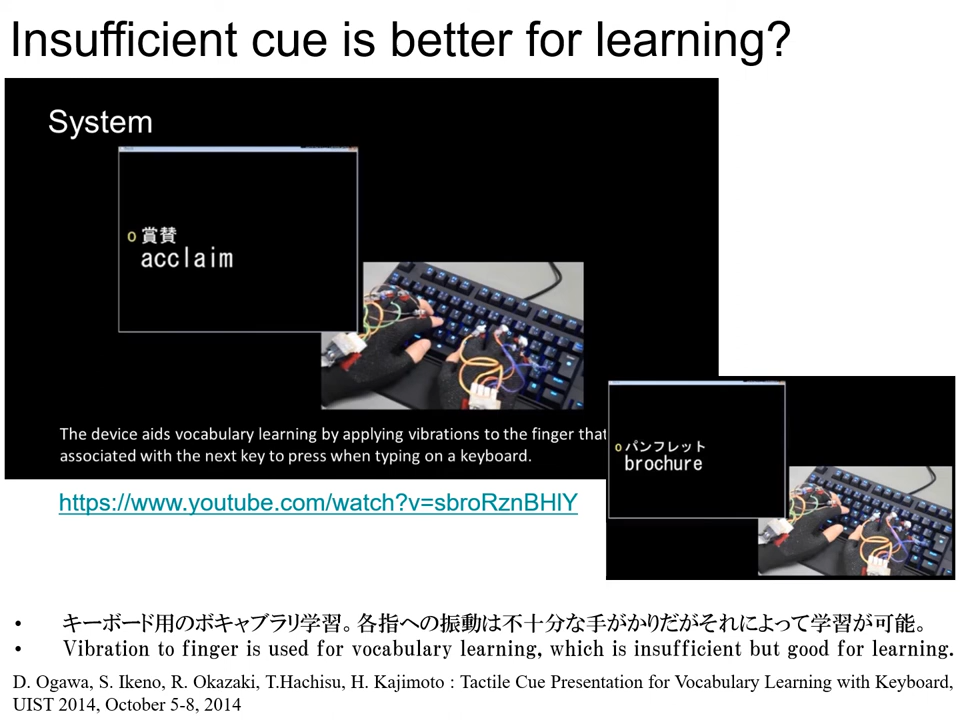 Insufficient cue is better for learning?
System
o 賞賛
acclaim
The device aids vocabulary learning by applying vibrations to the finger that
associated with the next key to press when typing on a keyboard.
o パンフレット
brochure
https://www.youtube.com/watch?v=sbroRznBHlY
• キーボード用のボキャブラリ学習。各指への振動は不十分な手がかりだがそれによって学習が可能。
• Vibration to finger is used for vocabulary learning, which is insufficient but good for learning.
D. Ogawa, S. Ikeno, R. Okazaki, T.Hachisu, H. Kajimoto : Tactile Cue Presentation for Vocabulary Learning with Keyboard,
UIST 2014, October 5-8, 2014